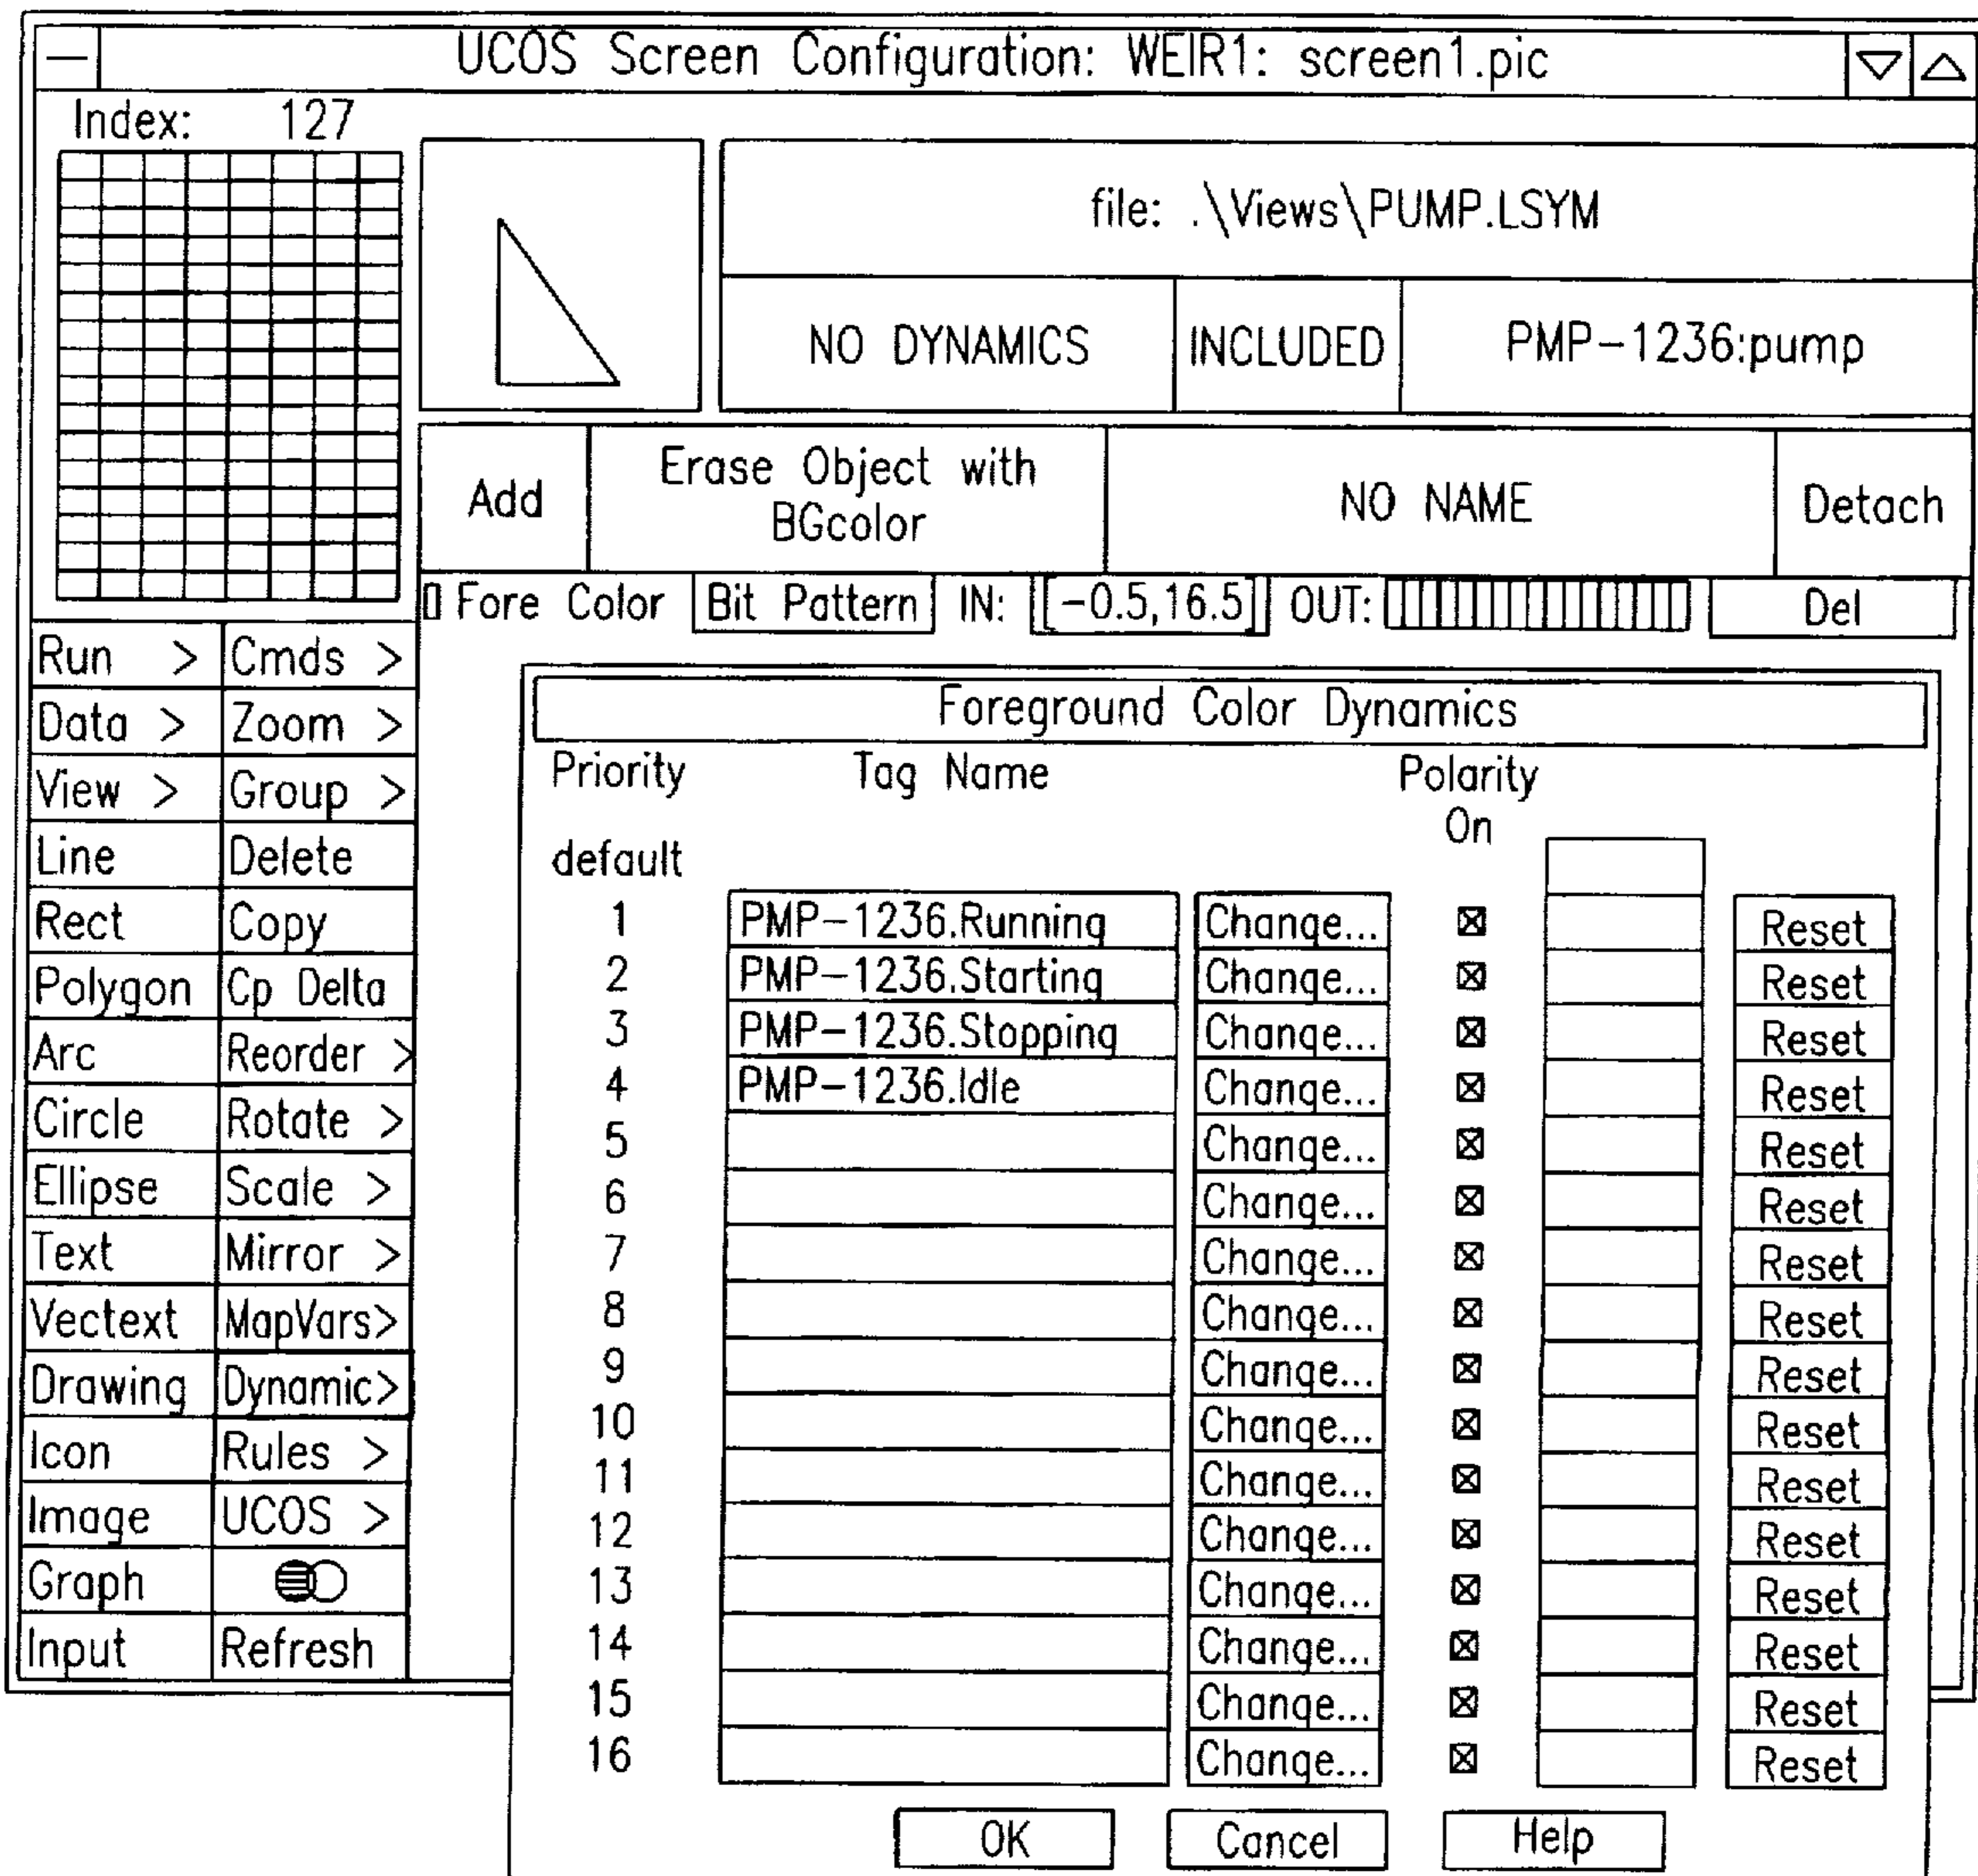 UCOS Screen Configuration: WEIR1: screen1.pic
Index: 127
file: .\Views\PUMP.LSYM
NO DYNAMICS INCLUDED PMP-1236:pump
Add Erase Object with BGcolor NO NAME Detach
Fore Color Bit Pattern IN: [-0.5,16.5] OUT: Del
Run > Cmds >
Data > Zoom >
View > Group >
Line Delete
Rect Copy
Polygon Cp Delta
Arc Reorder >
Circle Rotate >
Ellipse Scale >
Text Mirror >
Vectext MapVars>
Drawing Dynamic>
Icon Rules >
Image UCOS >
Graph
Input Refresh
Foreground Color Dynamics
Priority Tag Name Polarity
On
default
1 PMP-1236.Running Change... Reset
2 PMP-1236.Starting Change... Reset
3 PMP-1236.Stopping Change... Reset
4 PMP-1236.Idle Change... Reset
5 Change... Reset
6 Change... Reset
7 Change... Reset
8 Change... Reset
9 Change... Reset
10 Change... Reset
11 Change... Reset
12 Change... Reset
13 Change... Reset
14 Change... Reset
15 Change... Reset
16 Change... Reset
OK Cancel Help